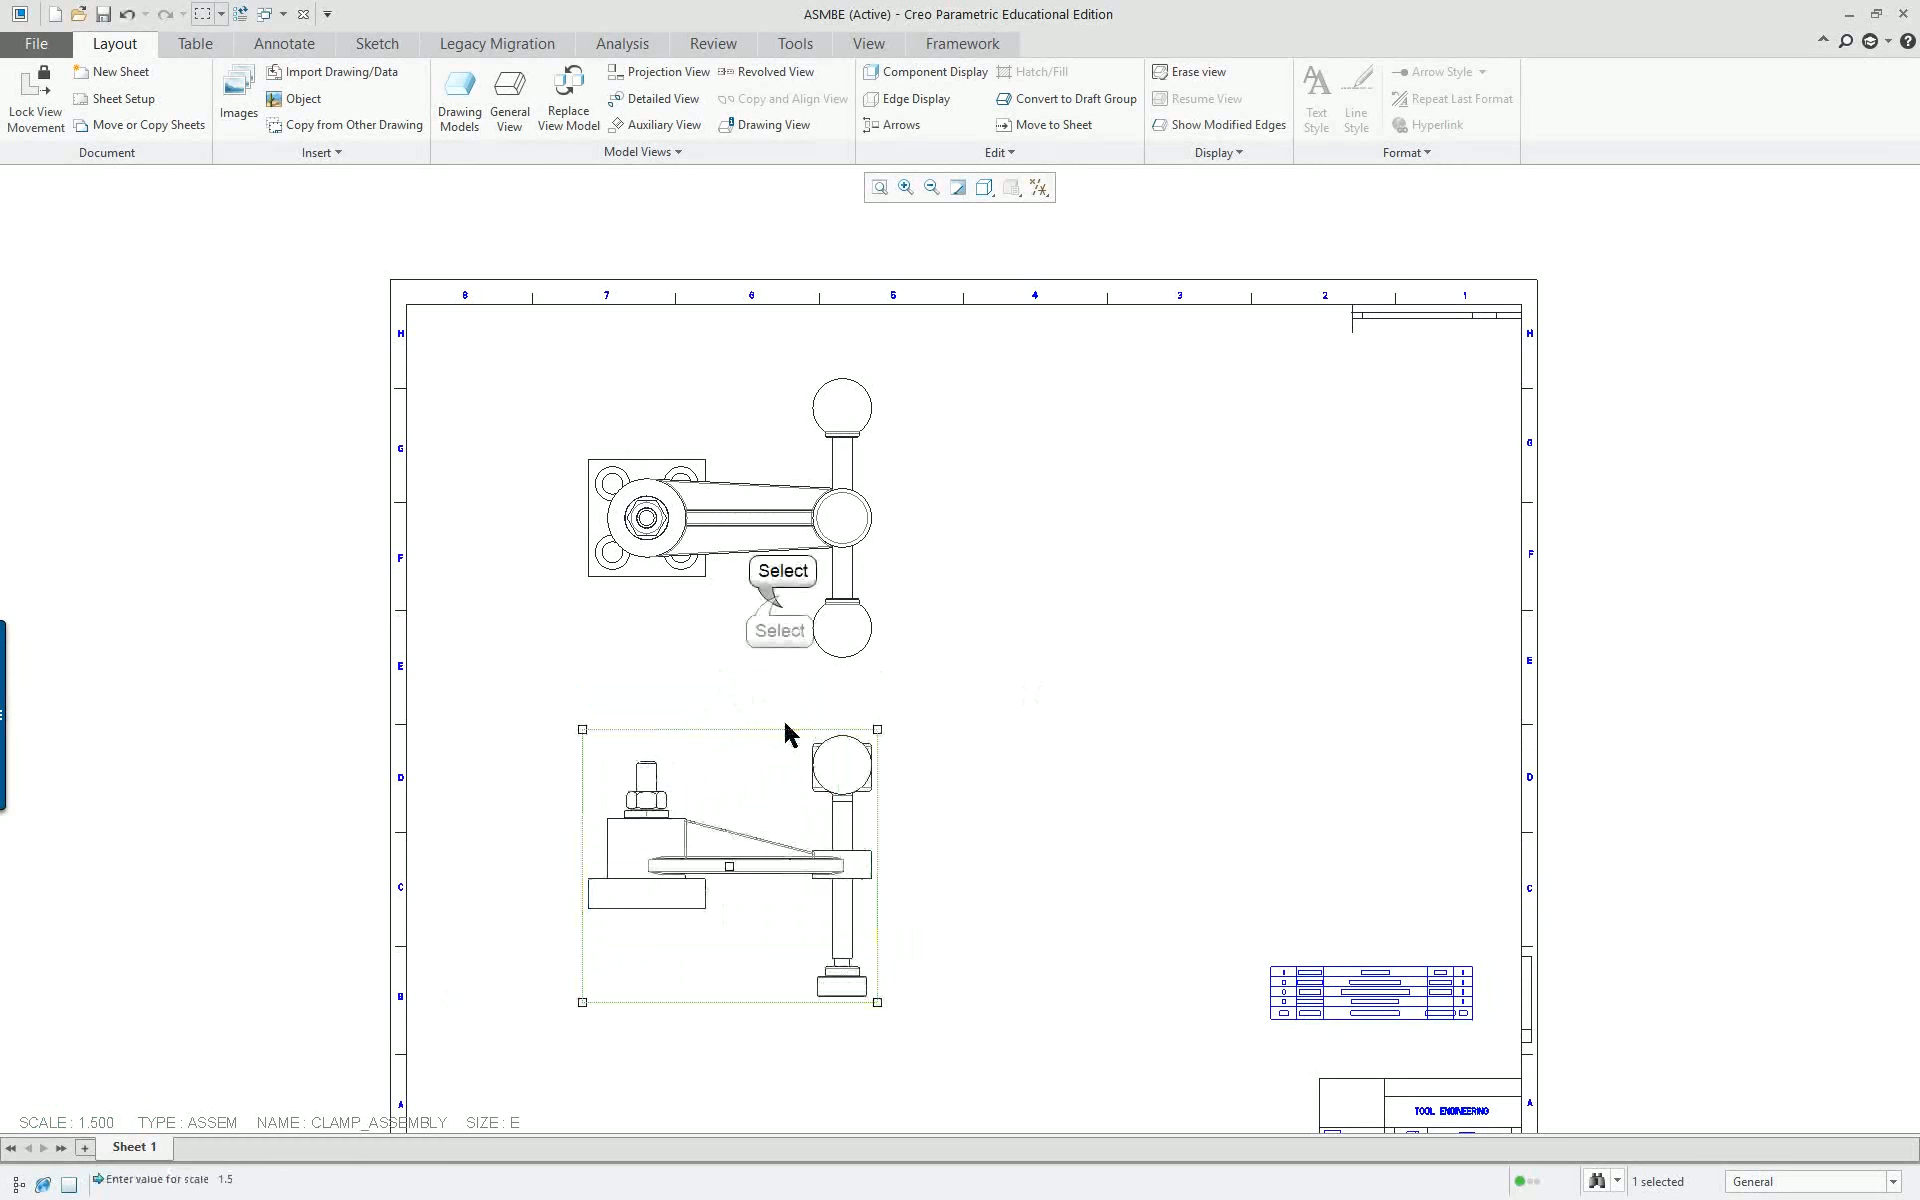 ASMBE (Active) - Creo Parametric Educational Edition
File Layout Table Annotate Sketch Legacy Migration Analysis Review Tools View Framework
Lock View Movement
New Sheet
Sheet Setup
Move or Copy Sheets
Document
Images
Import Drawing/Data
Object
Copy from Other Drawing
Insert
Drawing Models
General View
Replace View Model
Projection View
Detailed View
Auxiliary View
Revolved View
Copy and Align View
Drawing View
Model Views
Component Display
Edge Display
Arrows
Hatch/Fill
Convert to Draft Group
Move to Sheet
Edit
Erase view
Resume View
Show Modified Edges
Display
Text Style
Line Style
Arrow Style
Repeat Last Format
Hyperlink
Format
8 7 6 5 4 3 2 1
H H
G G
F F
Select
Select
E E
D D
C C
B
A A
TOOL ENGINEERING
SCALE : 1.500 TYPE : ASSEM NAME : CLAMP_ASSEMBLY SIZE : E
Sheet 1
Enter value for scale 1.5
1 selected
General